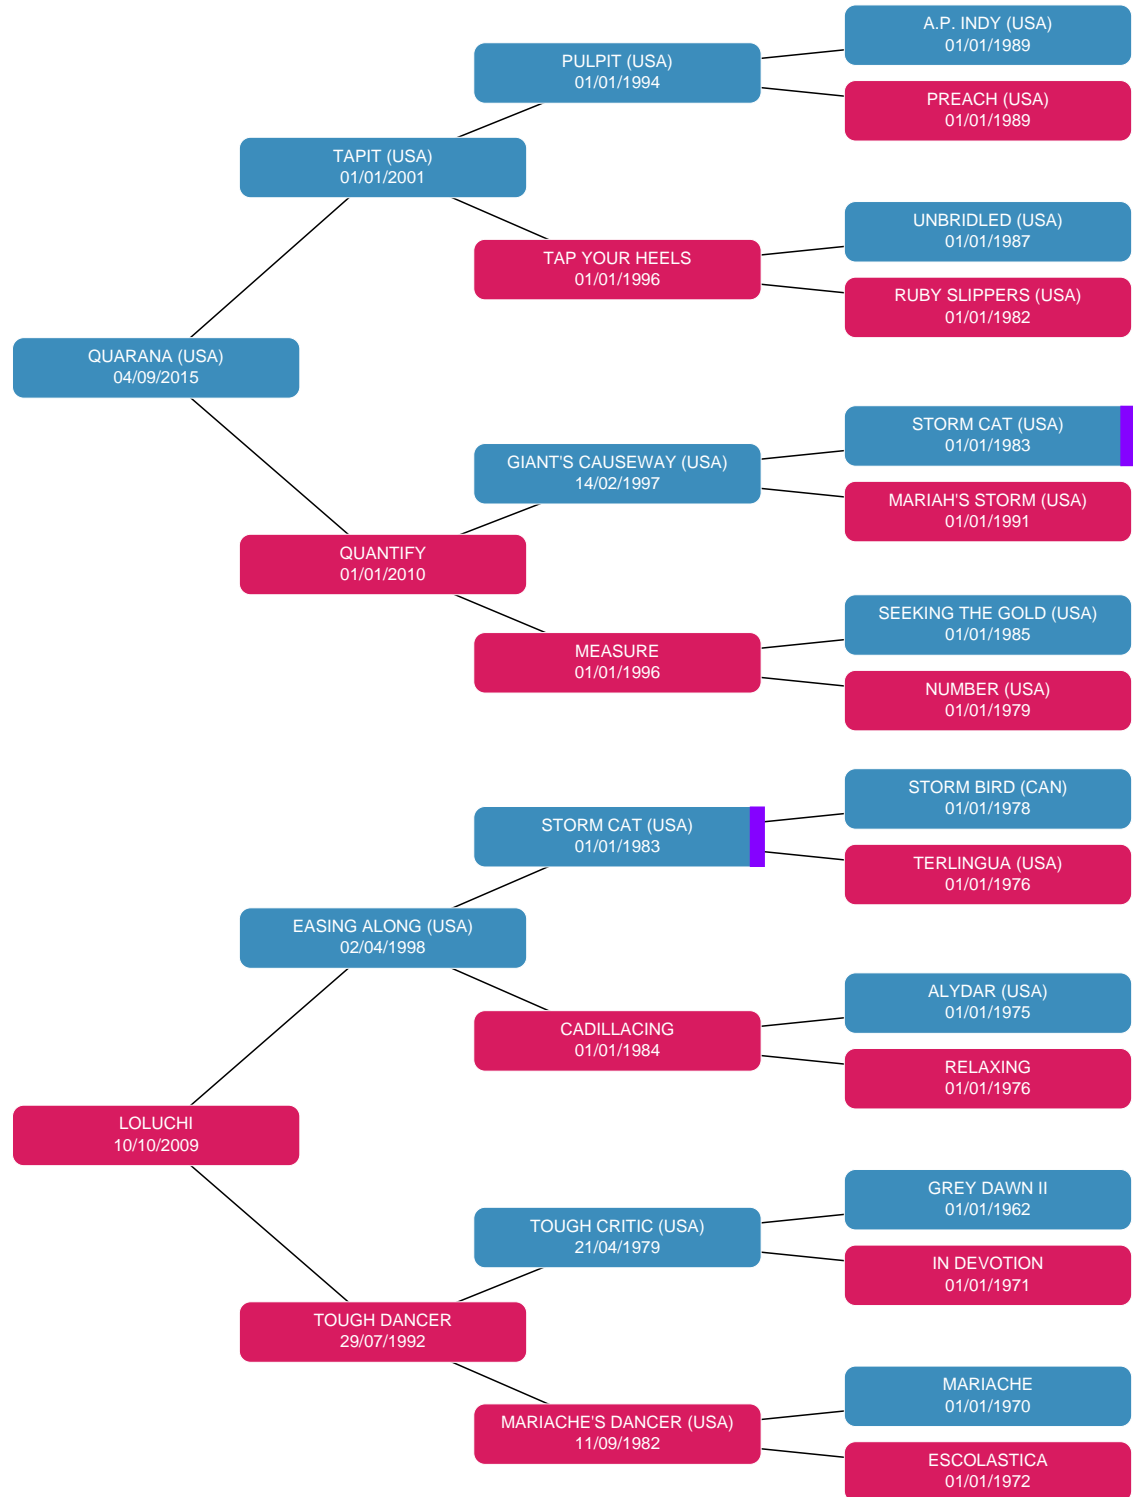 A.P. INDY (USA)
01/01/1989
PULPIT (USA)
01/01/1994
PREACH (USA)
01/01/1989
TAPIT (USA)
01/01/2001
UNBRIDLED (USA)
01/01/1987
TAP YOUR HEELS
01/01/1996
RUBY SLIPPERS (USA)
01/01/1982
QUARANA (USA)
04/09/2015
STORM CAT (USA)
01/01/1983
GIANT'S CAUSEWAY (USA)
14/02/1997
MARIAH'S STORM (USA)
01/01/1991
QUANTIFY
01/01/2010
SEEKING THE GOLD (USA)
01/01/1985
MEASURE
01/01/1996
NUMBER (USA)
01/01/1979
STORM BIRD (CAN)
01/01/1978
STORM CAT (USA)
01/01/1983
TERLINGUA (USA)
01/01/1976
EASING ALONG (USA)
02/04/1998
ALYDAR (USA)
01/01/1975
CADILLACING
01/01/1984
RELAXING
01/01/1976
LOLUCHI
10/10/2009
GREY DAWN II
01/01/1962
TOUGH CRITIC (USA)
21/04/1979
IN DEVOTION
01/01/1971
TOUGH DANCER
29/07/1992
MARIACHE
01/01/1970
MARIACHE'S DANCER (USA)
11/09/1982
ESCOLASTICA
01/01/1972